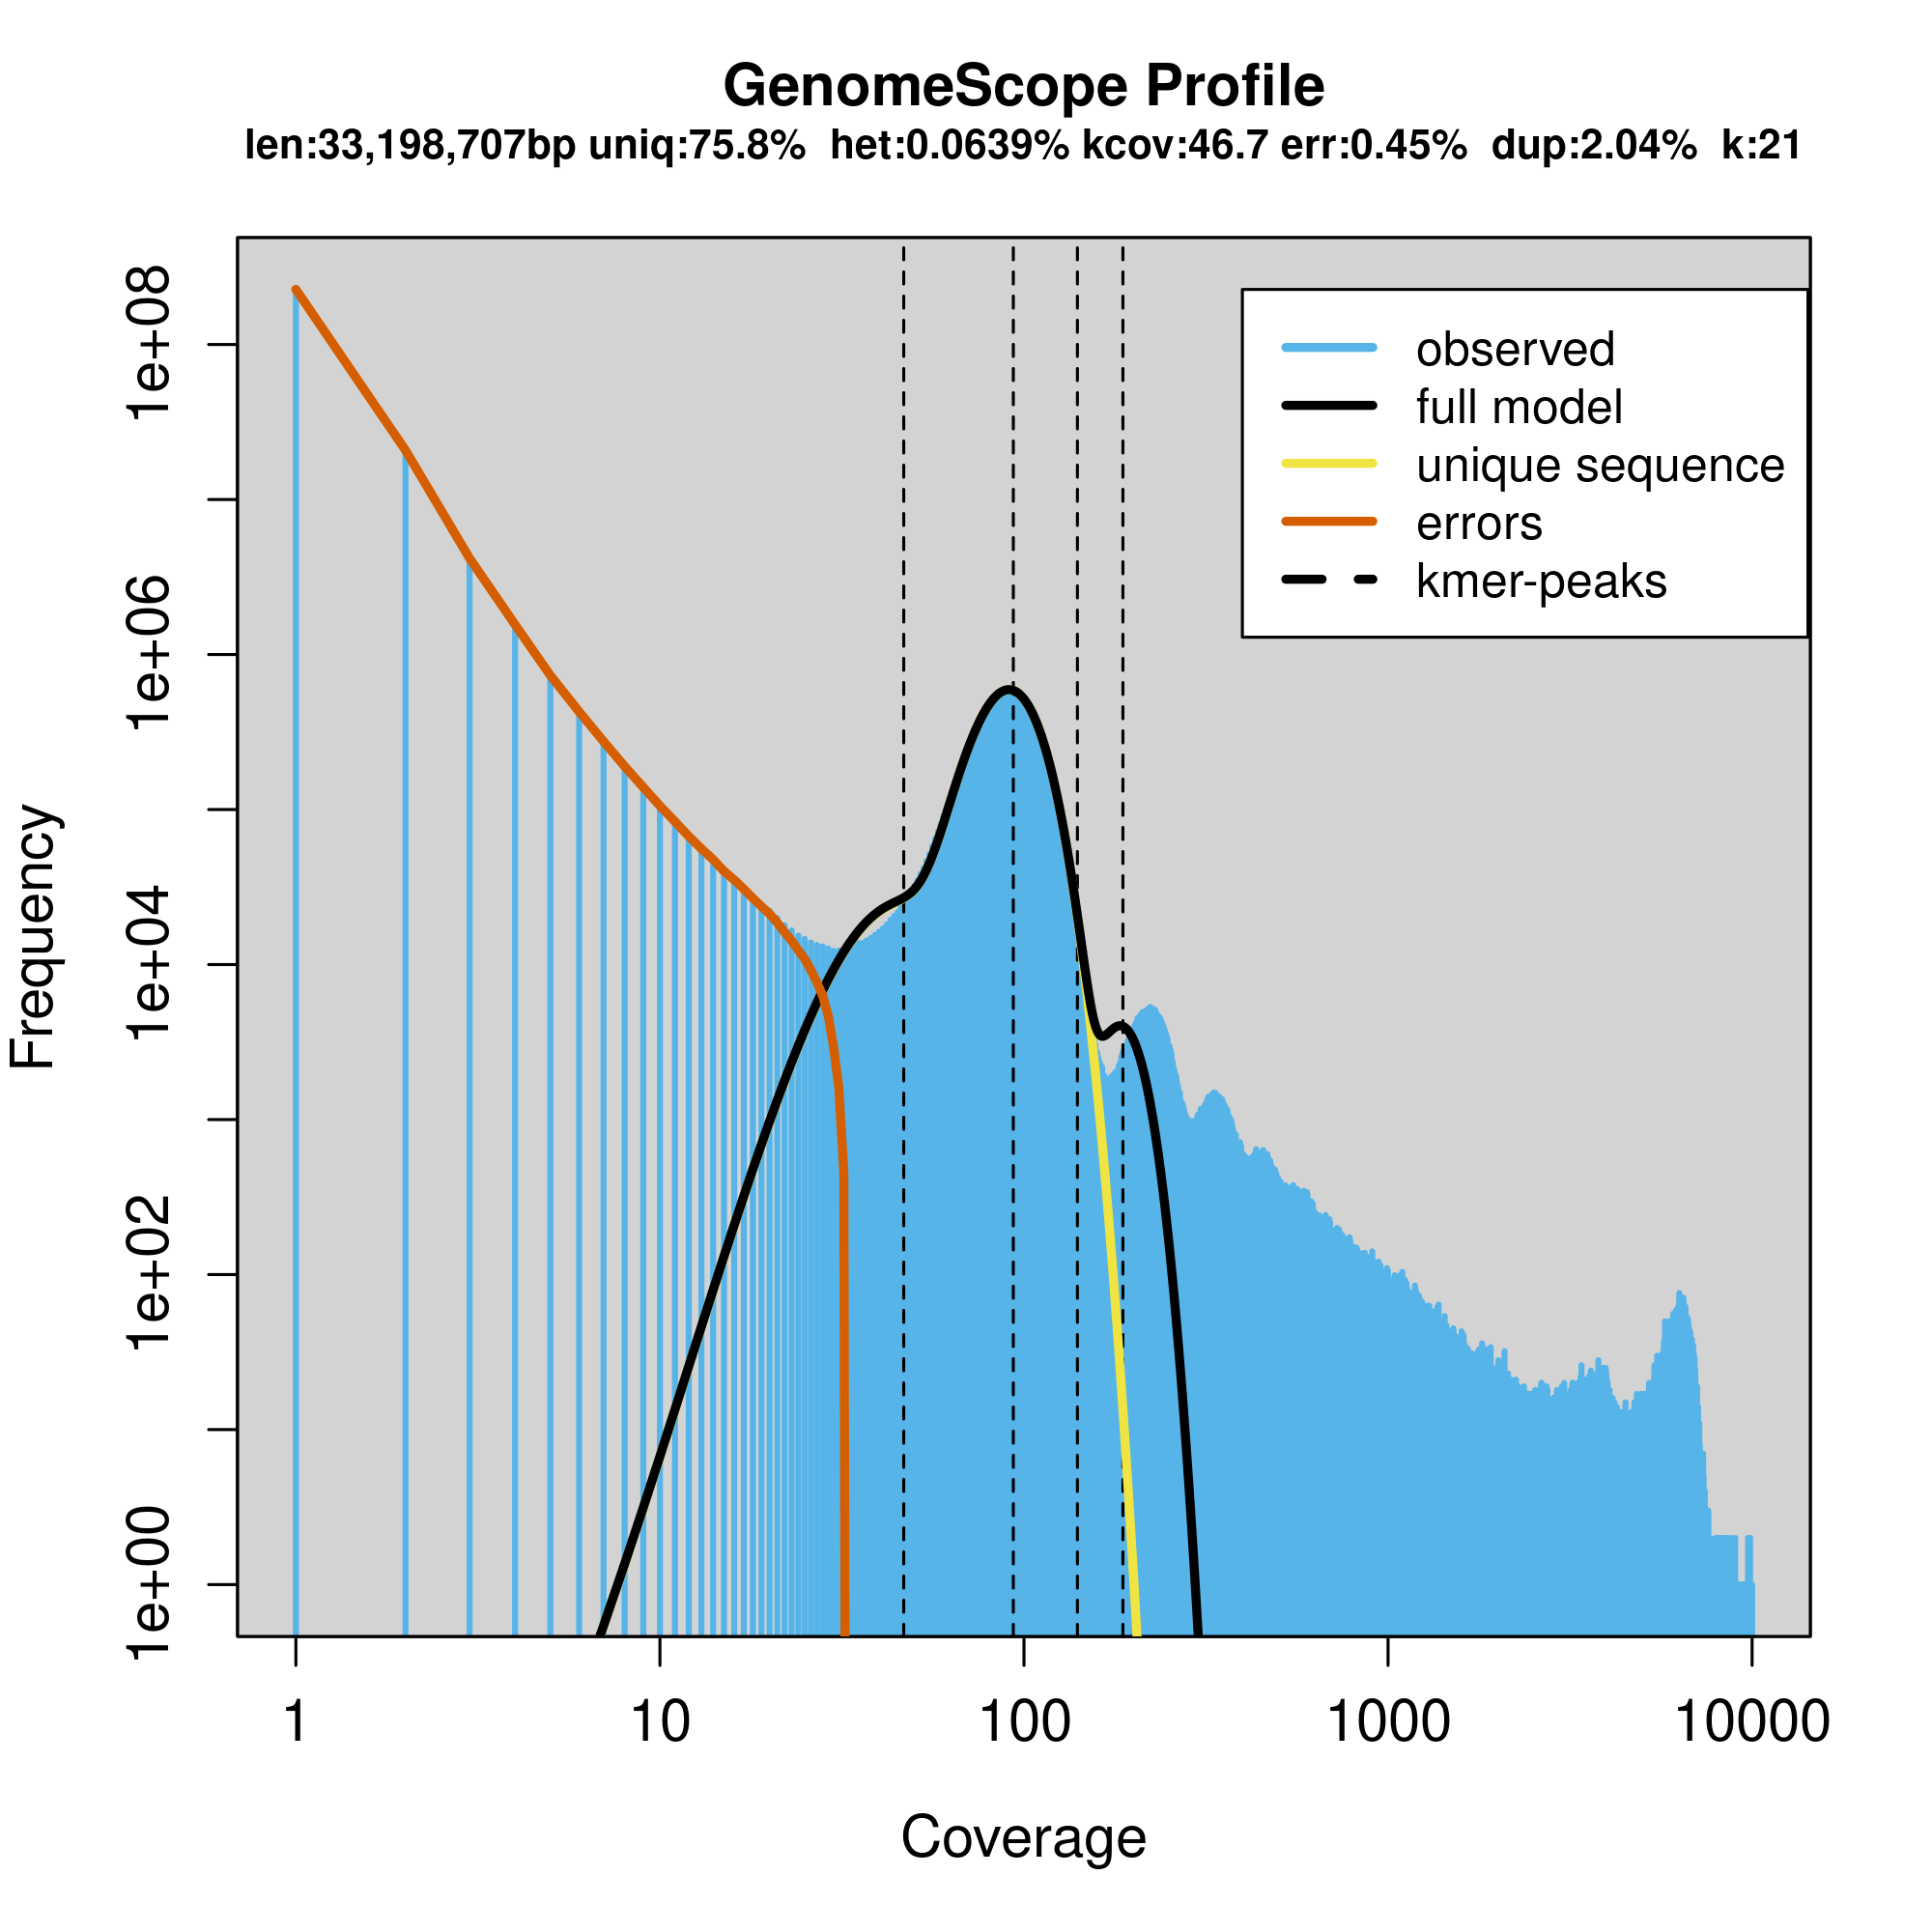 GenomeScope Profile
len:33,198,707bp uniq:75.8% het:0.0639% kcov:46.7 err:0.45% dup:2.04% k:21
observed
full model
unique sequence
errors
kmer-peaks
Frequency
1e+08
1e+06
1e+04
1e+02
1e+00
1 10 100 1000 10000
Coverage